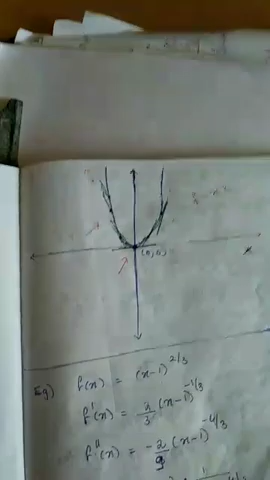 (0,0)
Eg) f(x) = (x-1)^2/3
f'(x) = 2/3 (x-1)^-1/3
f''(x) = -2/9 (x-1)^-4/3